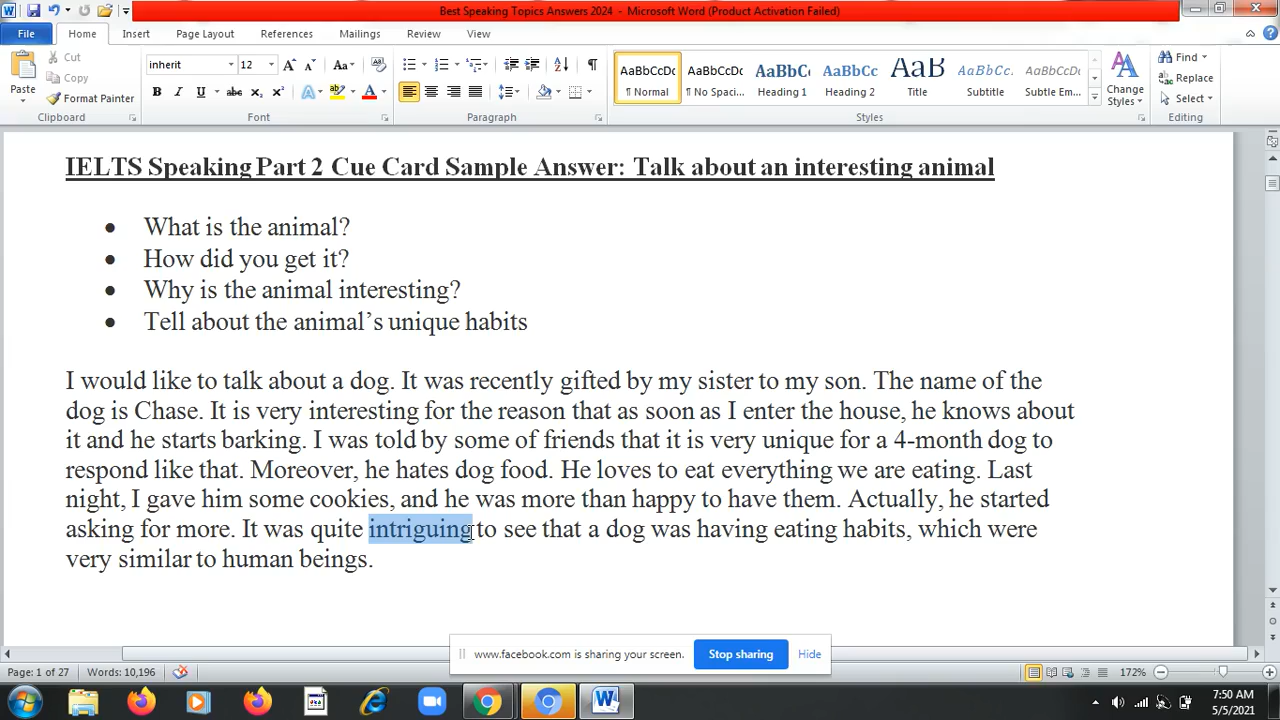 Best Speaking Topics Answers 2024 - Microsoft Word (Product Activation Failed)
File Home Insert Page Layout References Mailings Review View
Cut
Copy
Format Painter
Paste
Clipboard
inherit 12
Font
Paragraph
AaBbCcDc AaBbCcDc AaBbC AaBbCc AaB AaBbCcL AaBbCcDc
¶ Normal ¶ No Spaci... Heading 1 Heading 2 Title Subtitle Subtle Em...
Styles
Change Styles
Find
Replace
Select
Editing
IELTS Speaking Part 2 Cue Card Sample Answer: Talk about an interesting animal
• What is the animal?
• How did you get it?
• Why is the animal interesting?
• Tell about the animal’s unique habits
I would like to talk about a dog. It was recently gifted by my sister to my son. The name of the
dog is Chase. It is very interesting for the reason that as soon as I enter the house, he knows about
it and he starts barking. I was told by some of friends that it is very unique for a 4-month dog to
respond like that. Moreover, he hates dog food. He loves to eat everything we are eating. Last
night, I gave him some cookies, and he was more than happy to have them. Actually, he started
asking for more. It was quite intriguing to see that a dog was having eating habits, which were
very similar to human beings.
www.facebook.com is sharing your screen. Stop sharing Hide
Page: 1 of 27 Words: 10,196 172%
7:50 AM
5/5/2021